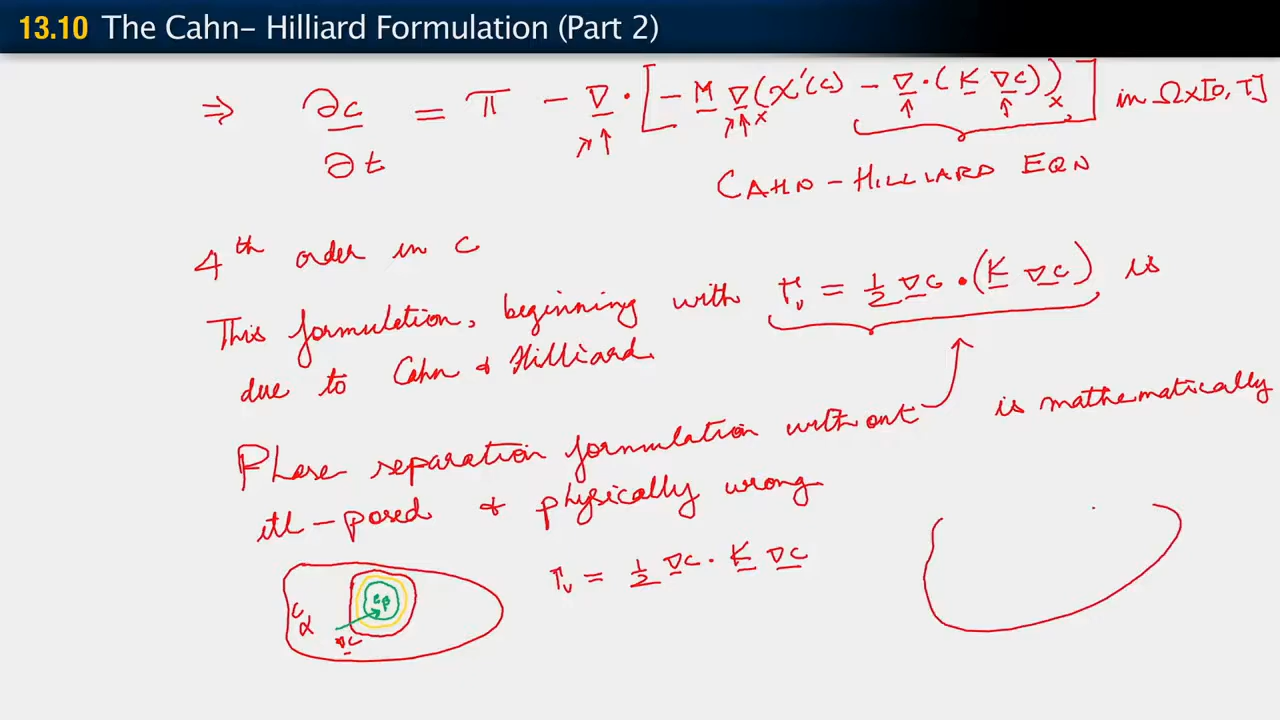 13.10 The Cahn– Hilliard Formulation (Part 2)
⇒ ∂c/∂t = π − ∇ · [ − M ∇(χ'(c) − ∇ · (K ∇c)) ] in Ω×[0, T]
CAHN – HILLIARD EQN
4th order in c
This formulation, beginning with Γv = 1/2 ∇c · (K ∇c) is
due to Cahn & Hilliard.
Phase separation formulation without is mathematically
ill-posed & physically wrong
Γv = 1/2 ∇c · K ∇c
cα
cβ
∇c